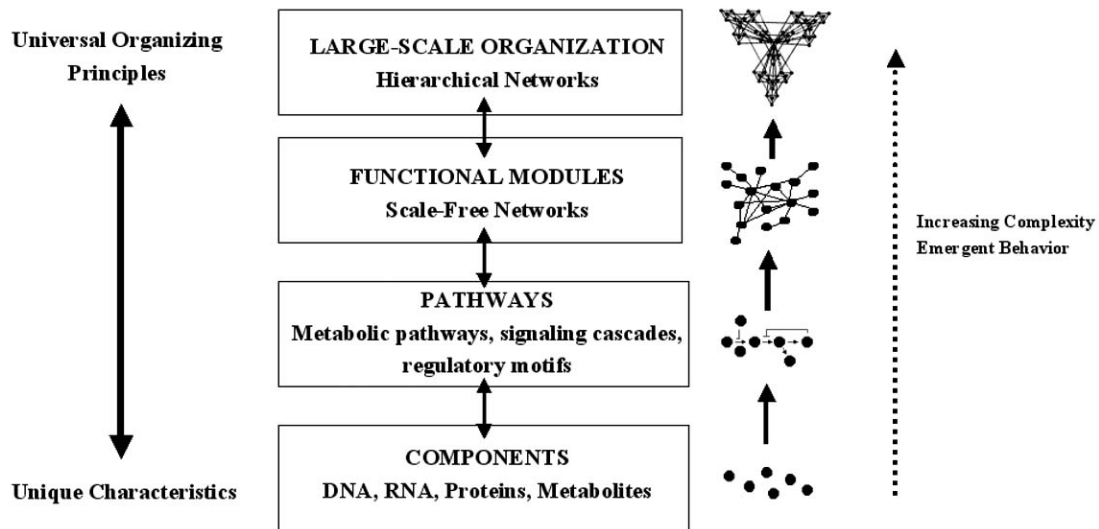 Universal Organizing
Principles
LARGE-SCALE ORGANIZATION
Hierarchical Networks
FUNCTIONAL MODULES
Scale-Free Networks
Increasing Complexity
Emergent Behavior
PATHWAYS
Metabolic pathways, signaling cascades,
regulatory motifs
COMPONENTS
DNA, RNA, Proteins, Metabolites
Unique Characteristics